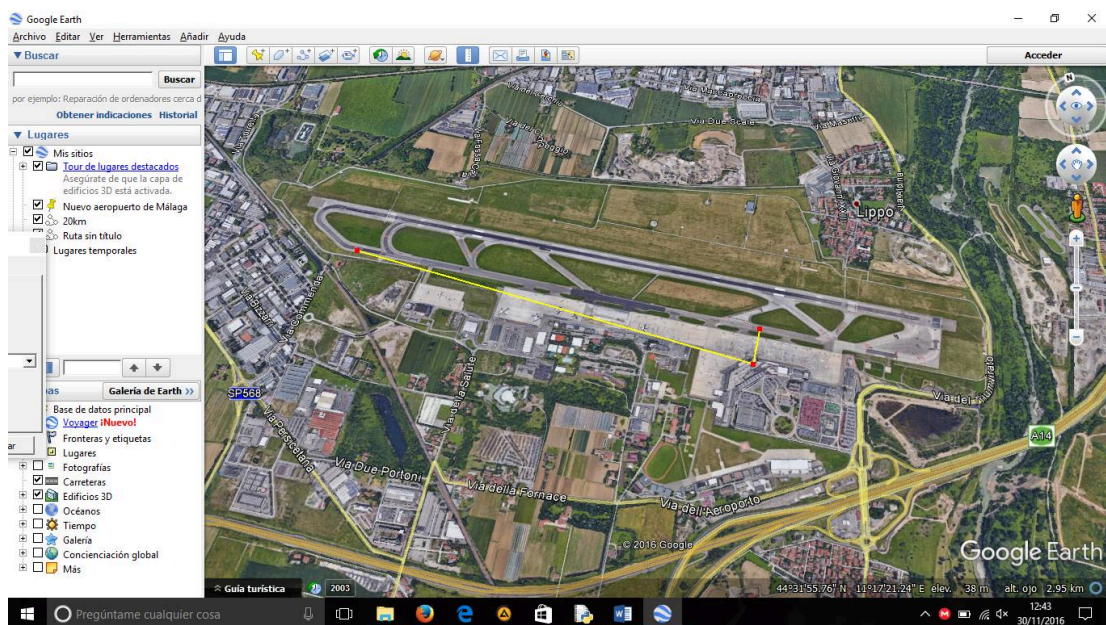 Google Earth
Archivo Editar Ver Herramientas Añadir Ayuda
Buscar
Acceder
Buscar
por ejemplo: Reparación de ordenadores cerca d
Obtener indicaciones Historial
Lugares
Mis sitios
Tour de lugares destacados
Asegúrate de que la capa de
edificios 3D está activada.
Nuevo aeropuerto de Málaga
20km
Ruta sin título
Lugares temporales
Galería de Earth >>
Base de datos principal
Voyager ¡Nuevo!
Fronteras y etiquetas
Lugares
Fotografías
Carreteras
Edificios 3D
Océanos
Tiempo
Galería
Concienciación global
Más
Via Due Scale
Lippo
N
SP568
Via Commenda
Via Bizzarri
Via della Salute
Via Persicetana
Via Due Portoni
Via della Fornace
Via dell'Aeroporto
Via del Triumvirato
A14
© 2016 Google
Google Earth
Guía turística
2003
44°31'55.76" N 11°17'21.24" E elev. 38 m alt. ojo 2.95 km
Pregúntame cualquier cosa
12:43
30/11/2016